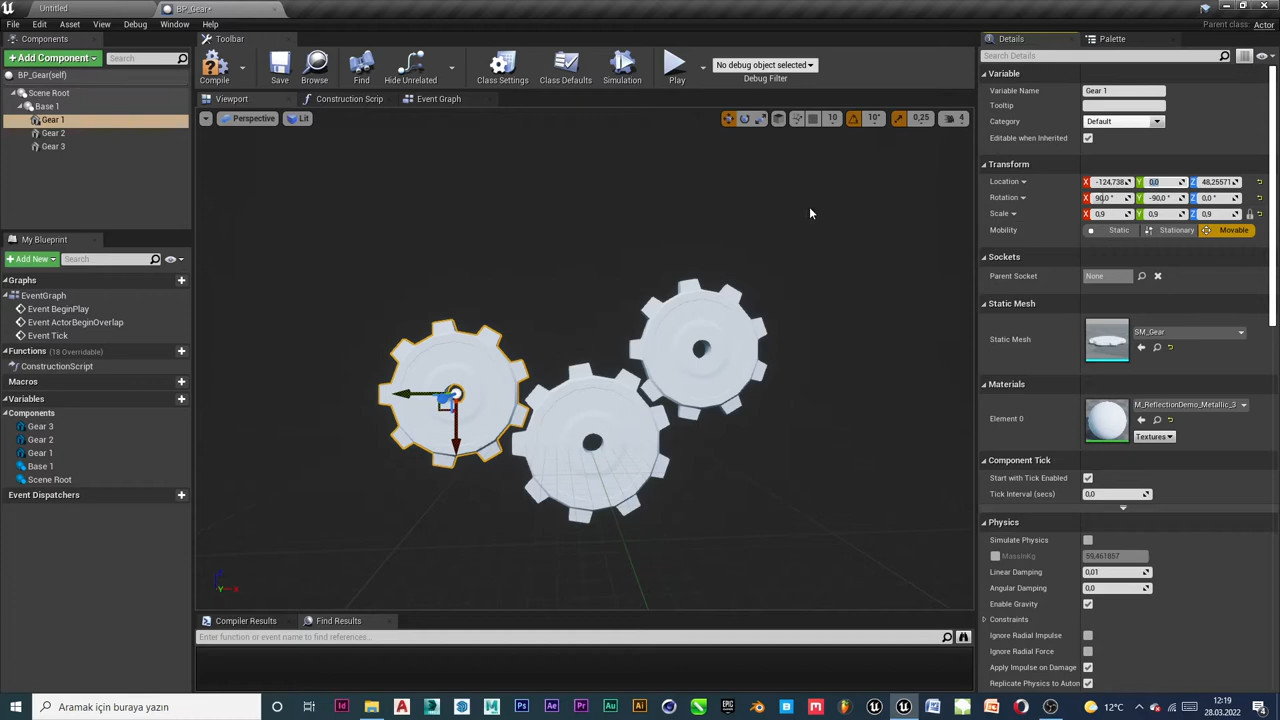 Untitled
BP_Gear*
File Edit Asset View Debug Window Help
Parent class: Actor
Components
Toolbar
Details
Palette
+Add Component
Search
Search Details
BP_Gear(self)
Scene Root
Base 1
Gear 1
Gear 2
Gear 3
Compile
Save
Browse
Find
Hide Unrelated
Class Settings
Class Defaults
Simulation
Play
No debug object selected
Debug Filter
Viewport
Construction Scrip
Event Graph
Perspective
Lit
10
10°
0,25
4
My Blueprint
+Add New
Search
Graphs
EventGraph
Event BeginPlay
Event ActorBeginOverlap
Event Tick
Functions (18 Overridable)
ConstructionScript
Macros
Variables
Components
Gear 3
Gear 2
Gear 1
Base 1
Scene Root
Event Dispatchers
Variable
Variable Name Gear 1
Tooltip
Category Default
Editable when Inherited
Transform
Location X -124,738 Y 0,0 Z 48,25571
Rotation X 90,0 ° Y -90,0 ° Z 0,0 °
Scale X 0,9 Y 0,9 Z 0,9
Mobility Static Stationary Movable
Sockets
Parent Socket None
Static Mesh
Static Mesh SM_Gear
Materials
Element 0 M_ReflectionDemo_Metallic_3
Textures
Component Tick
Start with Tick Enabled
Tick Interval (secs) 0,0
Physics
Simulate Physics
MassInKg 59,461857
Linear Damping 0,01
Angular Damping 0,0
Enable Gravity
Constraints
Ignore Radial Impulse
Ignore Radial Force
Apply Impulse on Damage
Replicate Physics to Auton
Z
Y X
Compiler Results
Find Results
Enter function or event name to find references...
Aramak için buraya yazın
12°C
12:19
28.03.2022